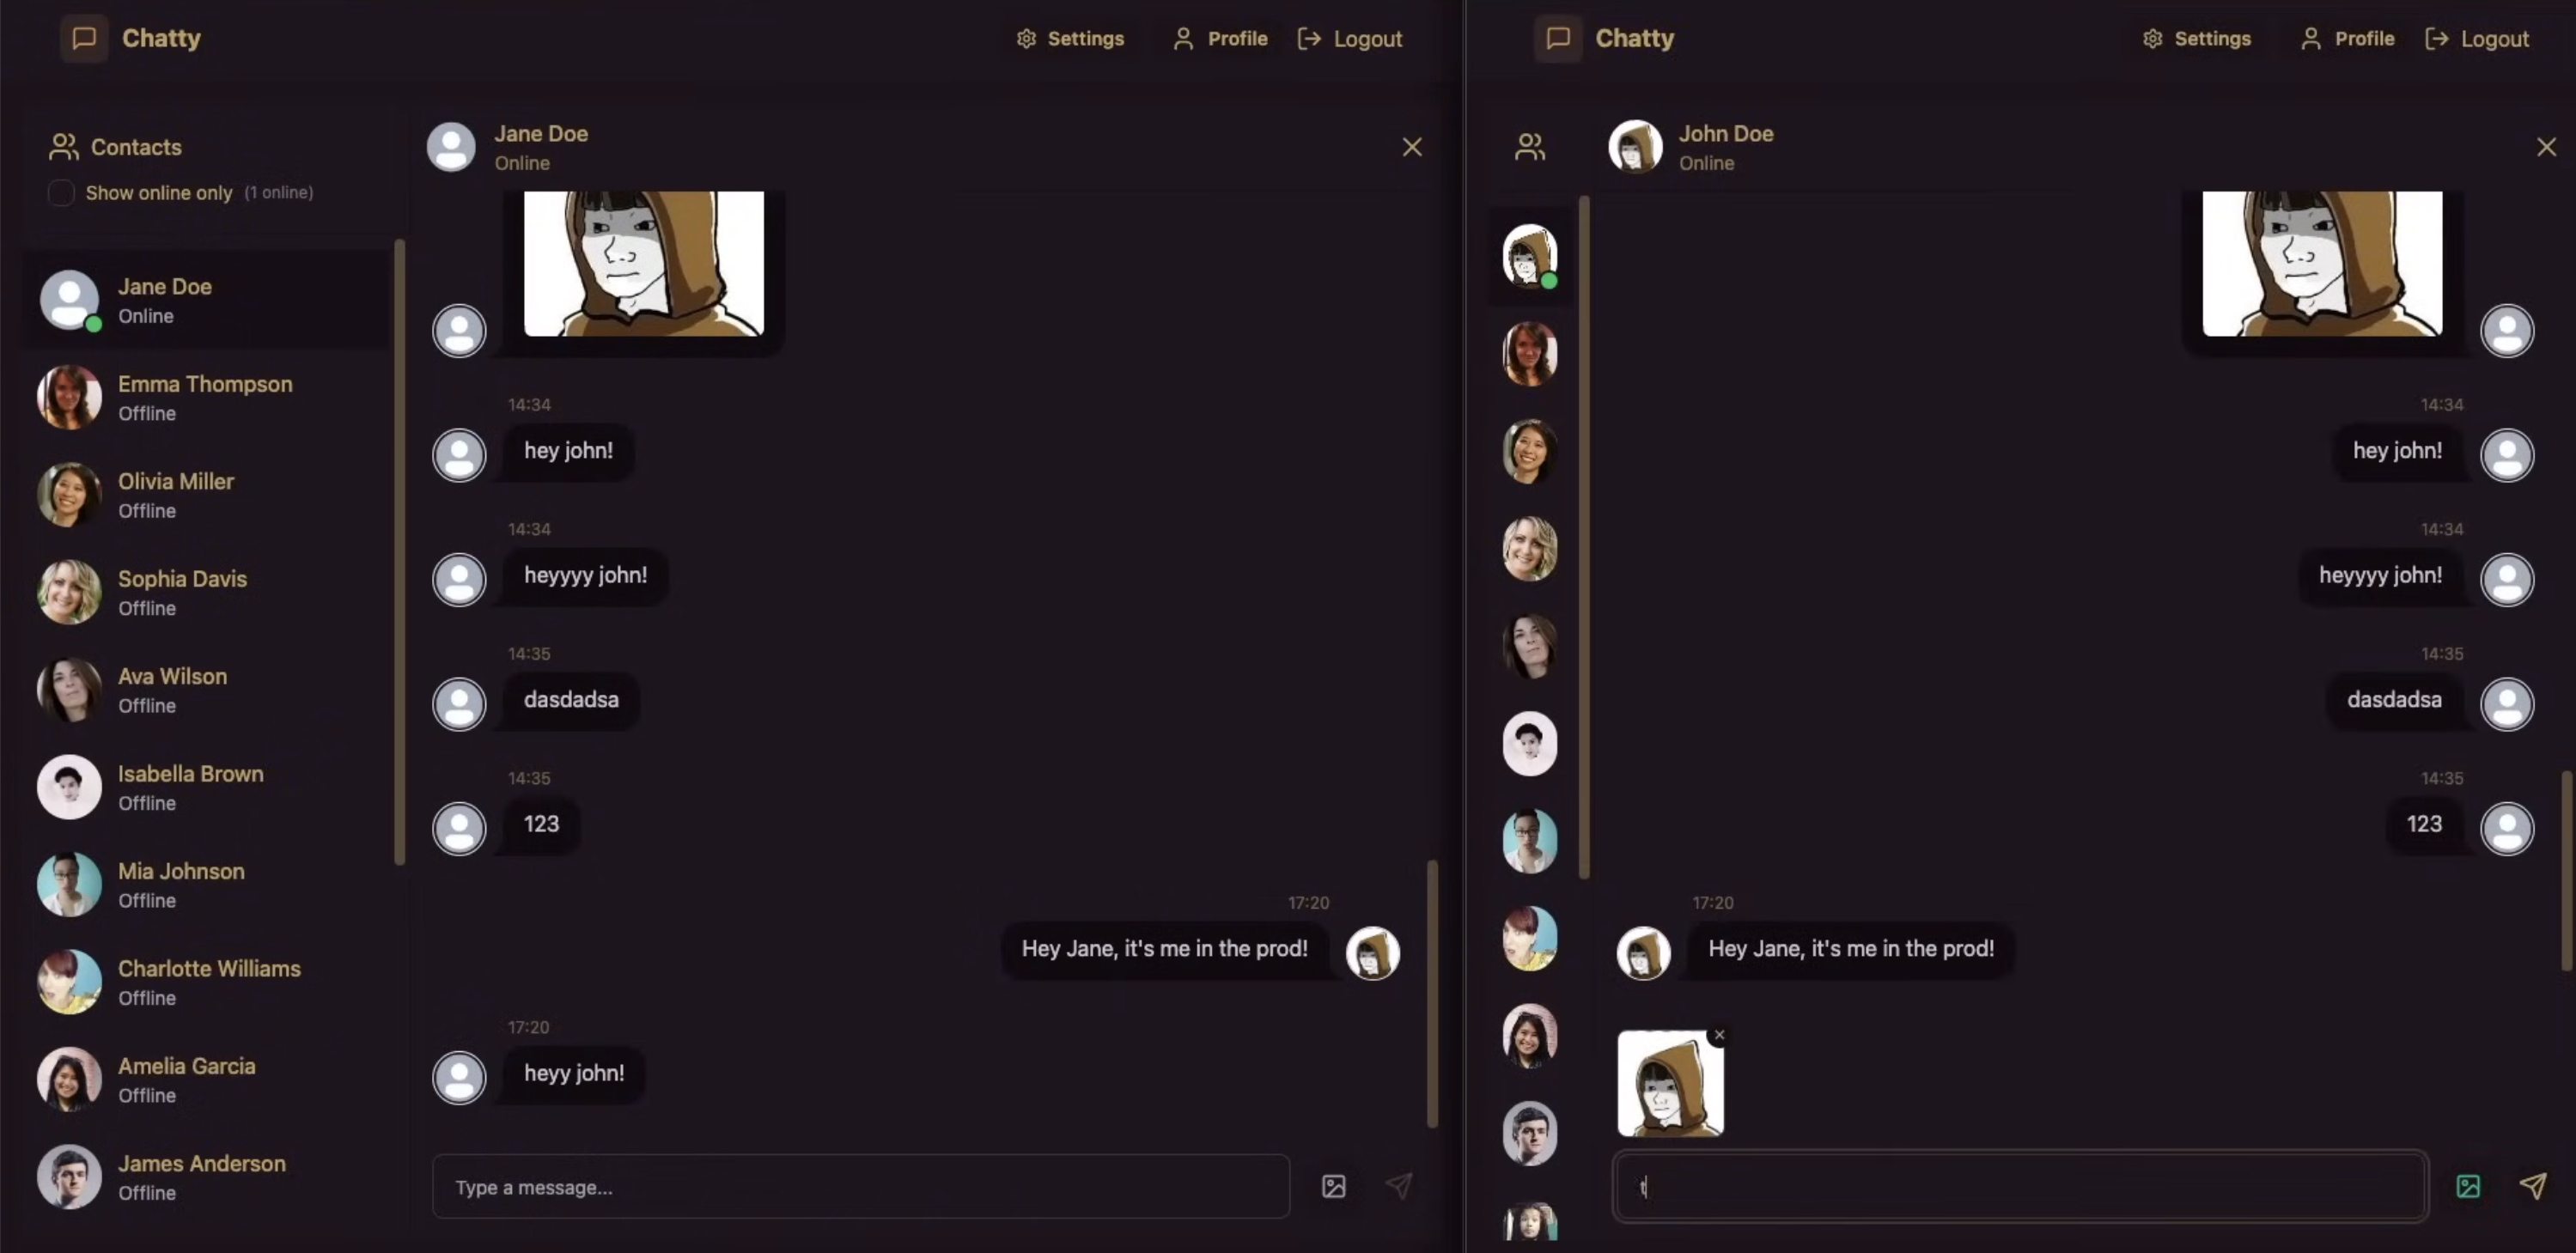 Chatty
Settings
Profile
Logout
Contacts
Show online only (1 online)
Jane Doe
Online
Emma Thompson
Offline
Olivia Miller
Offline
Sophia Davis
Offline
Ava Wilson
Offline
Isabella Brown
Offline
Mia Johnson
Offline
Charlotte Williams
Offline
Amelia Garcia
Offline
James Anderson
Offline
Jane Doe
Online
14:34
hey john!
14:34
heyyyy john!
14:35
dasdadsa
14:35
123
17:20
Hey Jane, it's me in the prod!
17:20
heyy john!
Type a message...
Chatty
Settings
Profile
Logout
John Doe
Online
14:34
hey john!
14:34
heyyyy john!
14:35
dasdadsa
14:35
123
17:20
Hey Jane, it's me in the prod!
t